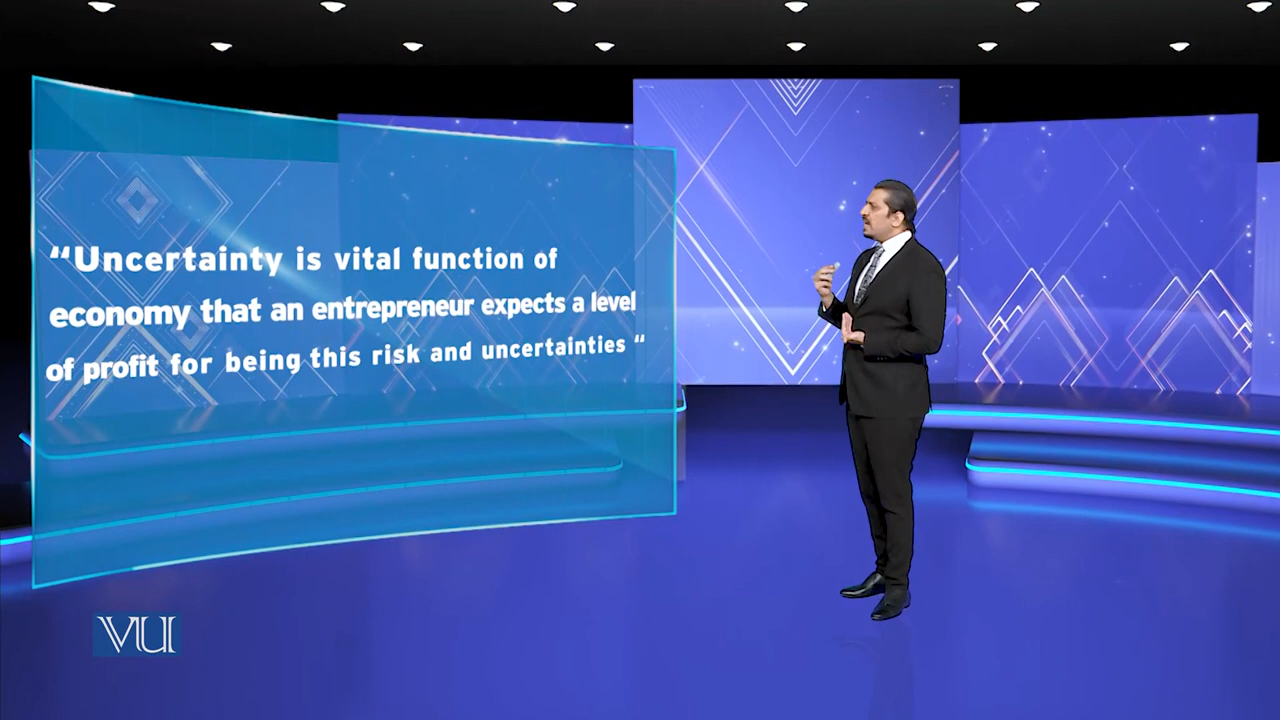 “Uncertainty is vital function of
economy that an entrepreneur expects a level
of profit for being this risk and uncertainties “
VU